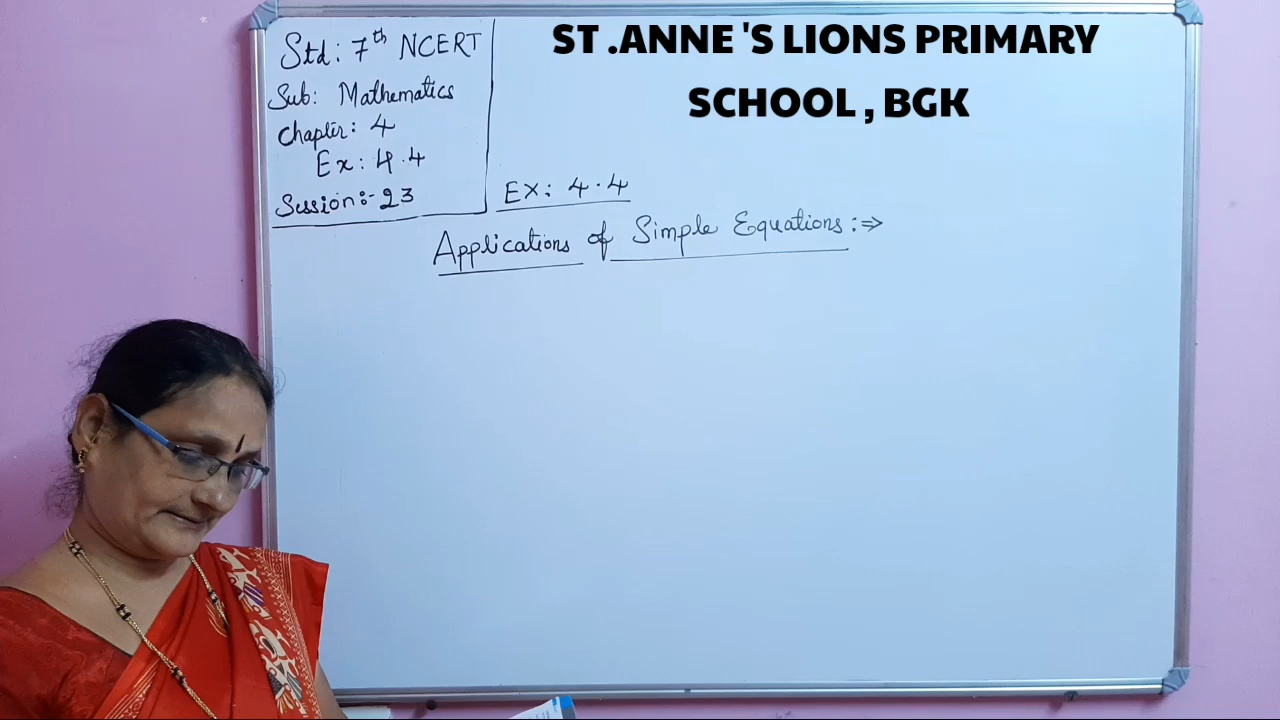 ST .ANNE 'S LIONS PRIMARY
SCHOOL , BGK
Std: 7th NCERT
Sub: Mathematics
Chapter: 4
Ex: 4.4
Session:- 23
Ex: 4.4
Applications of Simple Equations :⇒